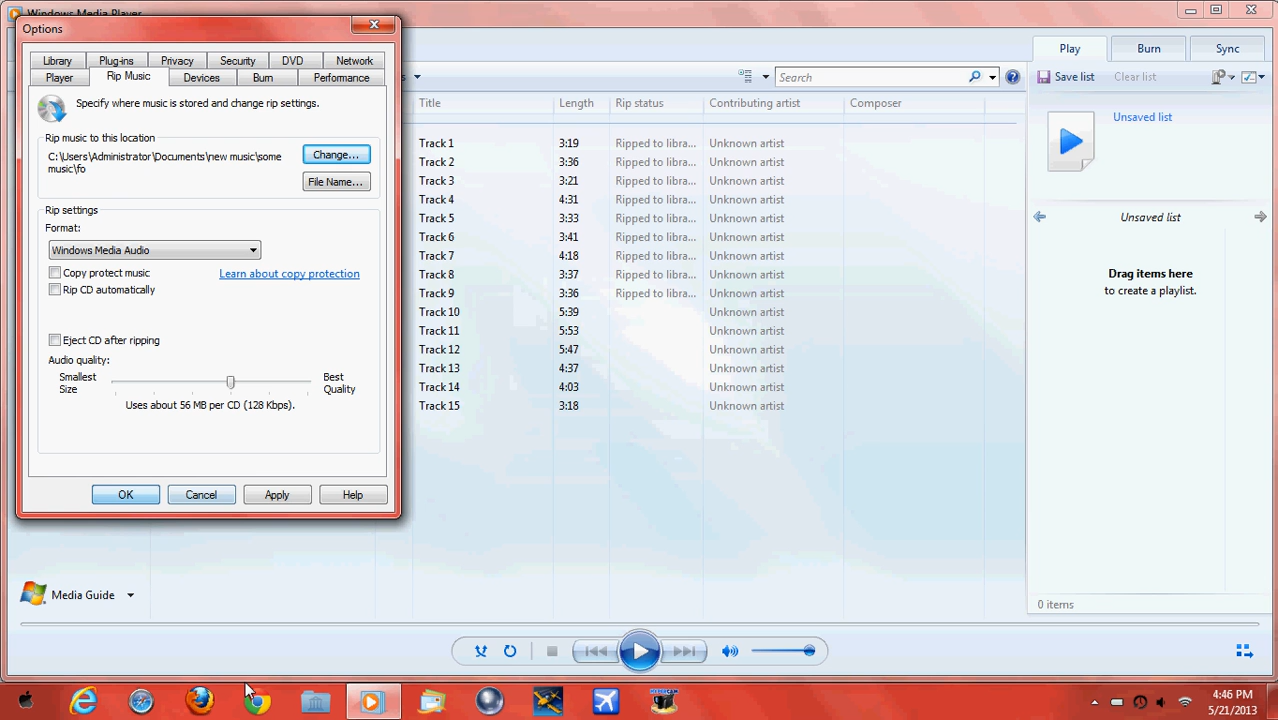 Windows Media Player
Options
Library Plug-ins Privacy Security DVD Network
Player Rip Music Devices Burn Performance
Specify where music is stored and change rip settings.
Rip music to this location
C:\Users\Administrator\Documents\new music\some
music\fo
Change...
File Name...
Rip settings
Format:
Windows Media Audio
Copy protect music
Learn about copy protection
Rip CD automatically
Eject CD after ripping
Audio quality:
Smallest
Size
Best
Quality
Uses about 56 MB per CD (128 Kbps).
OK Cancel Apply Help
Play Burn Sync
Search
Save list Clear list
Title Length Rip status Contributing artist Composer
Track 1 3:19 Ripped to libra... Unknown artist
Track 2 3:36 Ripped to libra... Unknown artist
Track 3 3:21 Ripped to libra... Unknown artist
Track 4 4:31 Ripped to libra... Unknown artist
Track 5 3:33 Ripped to libra... Unknown artist
Track 6 3:41 Ripped to libra... Unknown artist
Track 7 4:18 Ripped to libra... Unknown artist
Track 8 3:37 Ripped to libra... Unknown artist
Track 9 3:36 Ripped to libra... Unknown artist
Track 10 5:39 Unknown artist
Track 11 5:53 Unknown artist
Track 12 5:47 Unknown artist
Track 13 4:37 Unknown artist
Track 14 4:03 Unknown artist
Track 15 3:18 Unknown artist
Unsaved list
Unsaved list
Drag items here
to create a playlist.
0 items
Media Guide
4:46 PM
5/21/2013